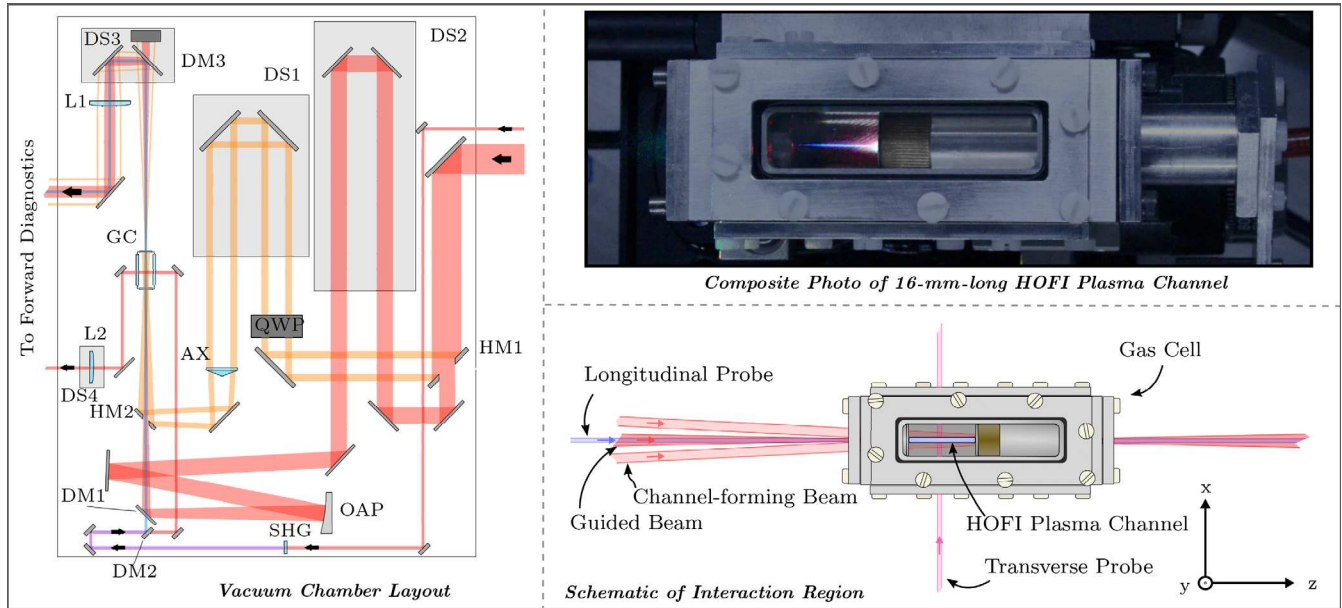 DS3
DS2
DM3
DS1
L1
To Forward Diagnostics
GC
QWP
L2
AX
HM1
DS4
HM2
DM1
OAP
SHG
DM2
Vacuum Chamber Layout
Composite Photo of 16-mm-long HOFI Plasma Channel
Gas Cell
Longitudinal Probe
Channel-forming Beam
Guided Beam
HOFI Plasma Channel
Transverse Probe
x
y
z
Schematic of Interaction Region